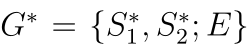 $G^* = \{S_1^*, S_2^*; E\}$